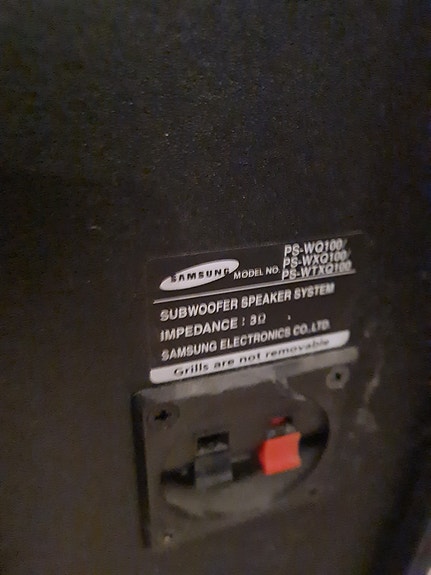 SAMSUNG MODEL NO. PS-WQ100/
PS-WXQ100/
PS-WTXQ100
SUBWOOFER SPEAKER SYSTEM
IMPEDANCE : 3Ω
SAMSUNG ELECTRONICS CO., LTD.
Grills are not removable